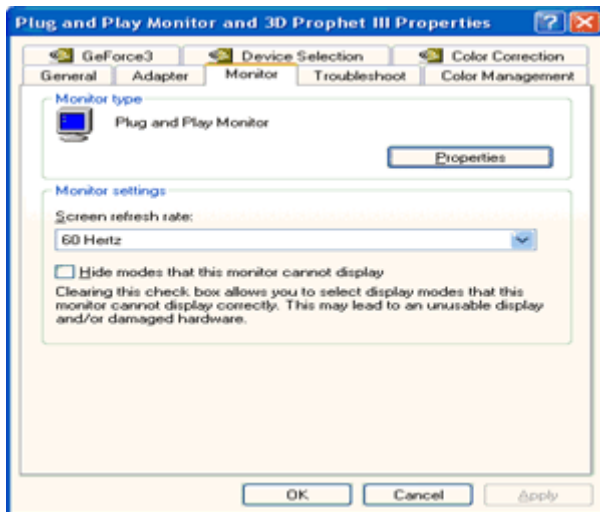 Plug and Play Monitor and 3D Prophet III Properties
GeForce3 Device Selection Color Correction
General Adapter Monitor Troubleshoot Color Management
Monitor type
Plug and Play Monitor
Properties
Monitor settings
Screen refresh rate:
60 Hertz
Hide modes that this monitor cannot display
Clearing this check box allows you to select display modes that this
monitor cannot display correctly. This may lead to an unusable display
and/or damaged hardware.
OK Cancel Apply